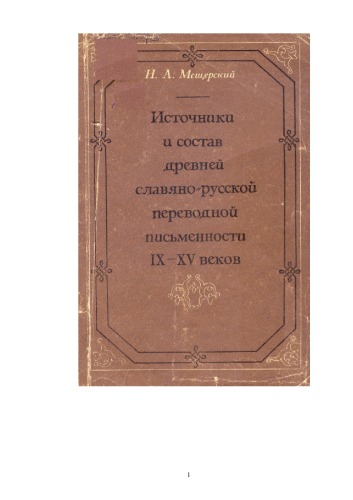 Н. А. Мещерский
Источники
и состав
древней
славяно-русской
переводной
письменности
IX–XV веков
1